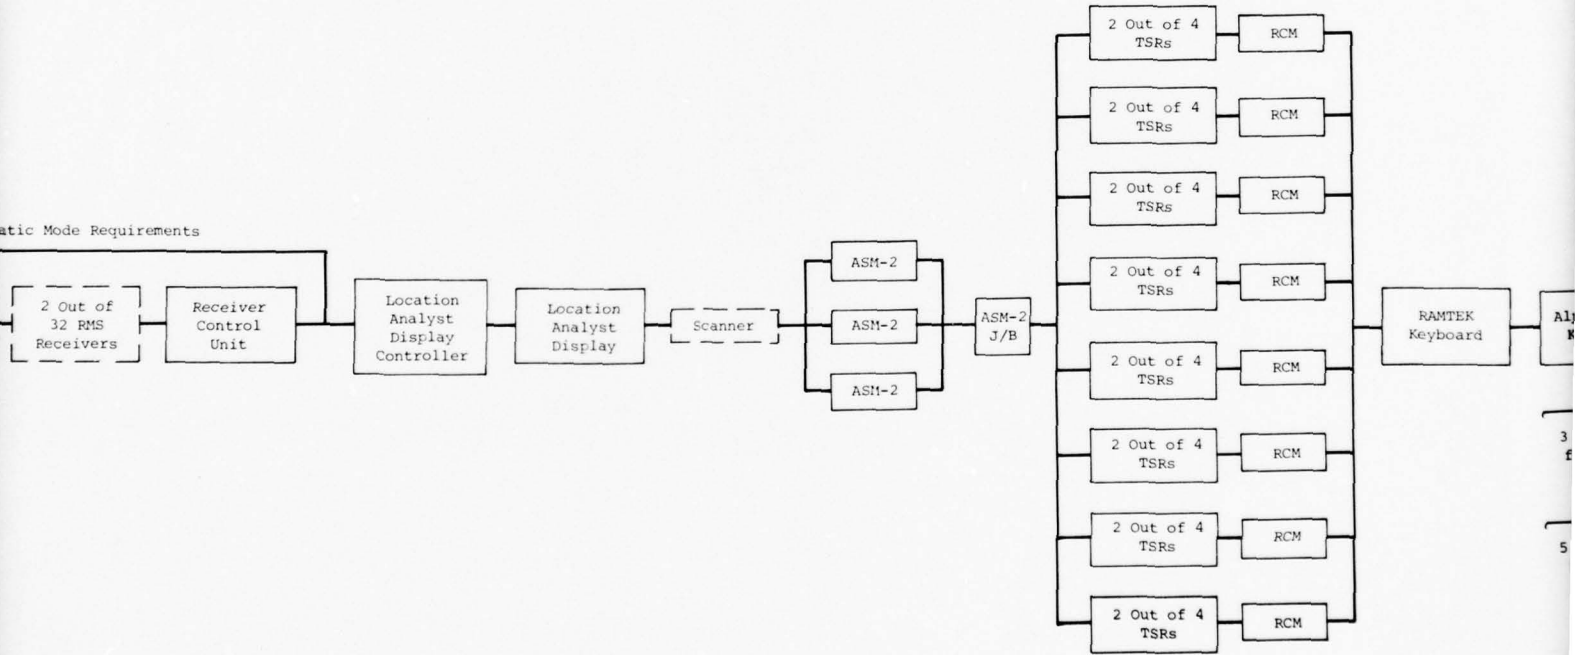 atic Mode Requirements
2 Out of
32 RMS
Receivers
Receiver
Control
Unit
Location
Analyst
Display
Controller
Location
Analyst
Display
Scanner
ASM-2
ASM-2
ASM-2
ASM-2
J/B
2 Out of 4
TSRs
RCM
2 Out of 4
TSRs
RCM
2 Out of 4
TSRs
RCM
2 Out of 4
TSRs
RCM
2 Out of 4
TSRs
RCM
2 Out of 4
TSRs
RCM
2 Out of 4
TSRs
RCM
2 Out of 4
TSRs
RCM
RAMTEK
Keyboard
3
5